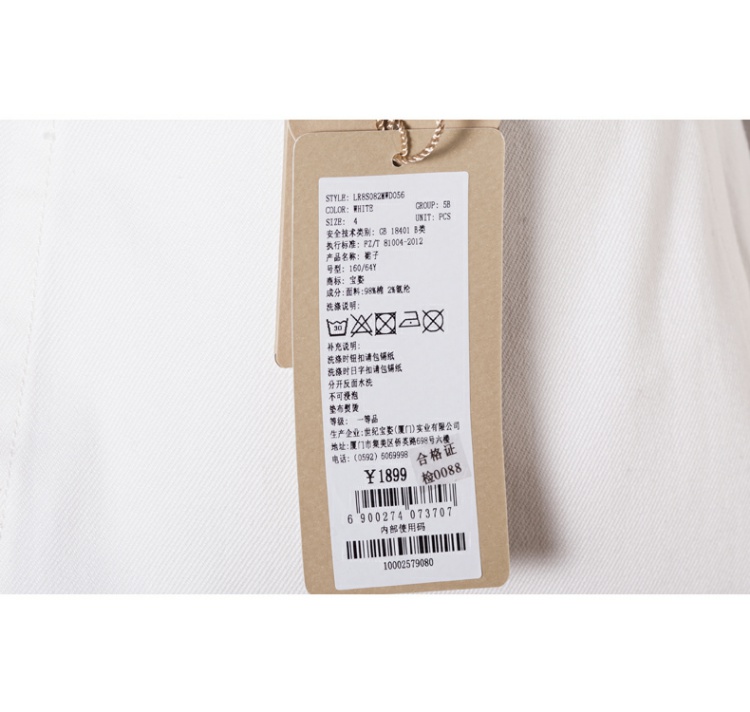 STYLE: LR8S082MWD056
COLOR: WHITE GROUP: 5B
SIZE: 4 UNIT: PCS
安全技术类别: GB 18401 B类
执行标准: FZ/T 81004-2012
产品名称: 裙子
号型: 160/64Y
商标: 宝姿
成分:面料:98%棉 2%氨纶
洗涤说明:
30
补充说明:
洗涤时钮扣请包锡纸
洗涤时日字扣请包锡纸
分开反面水洗
不可浸泡
垫布熨烫
等级: 一等品
生产企业:世纪宝姿(厦门)实业有限公司
地址:厦门市集美区侨英路698号六楼
电话: (0592) 6069998
合格证
检0088
￥1899
6 900274 073707
内部使用码
10002579080